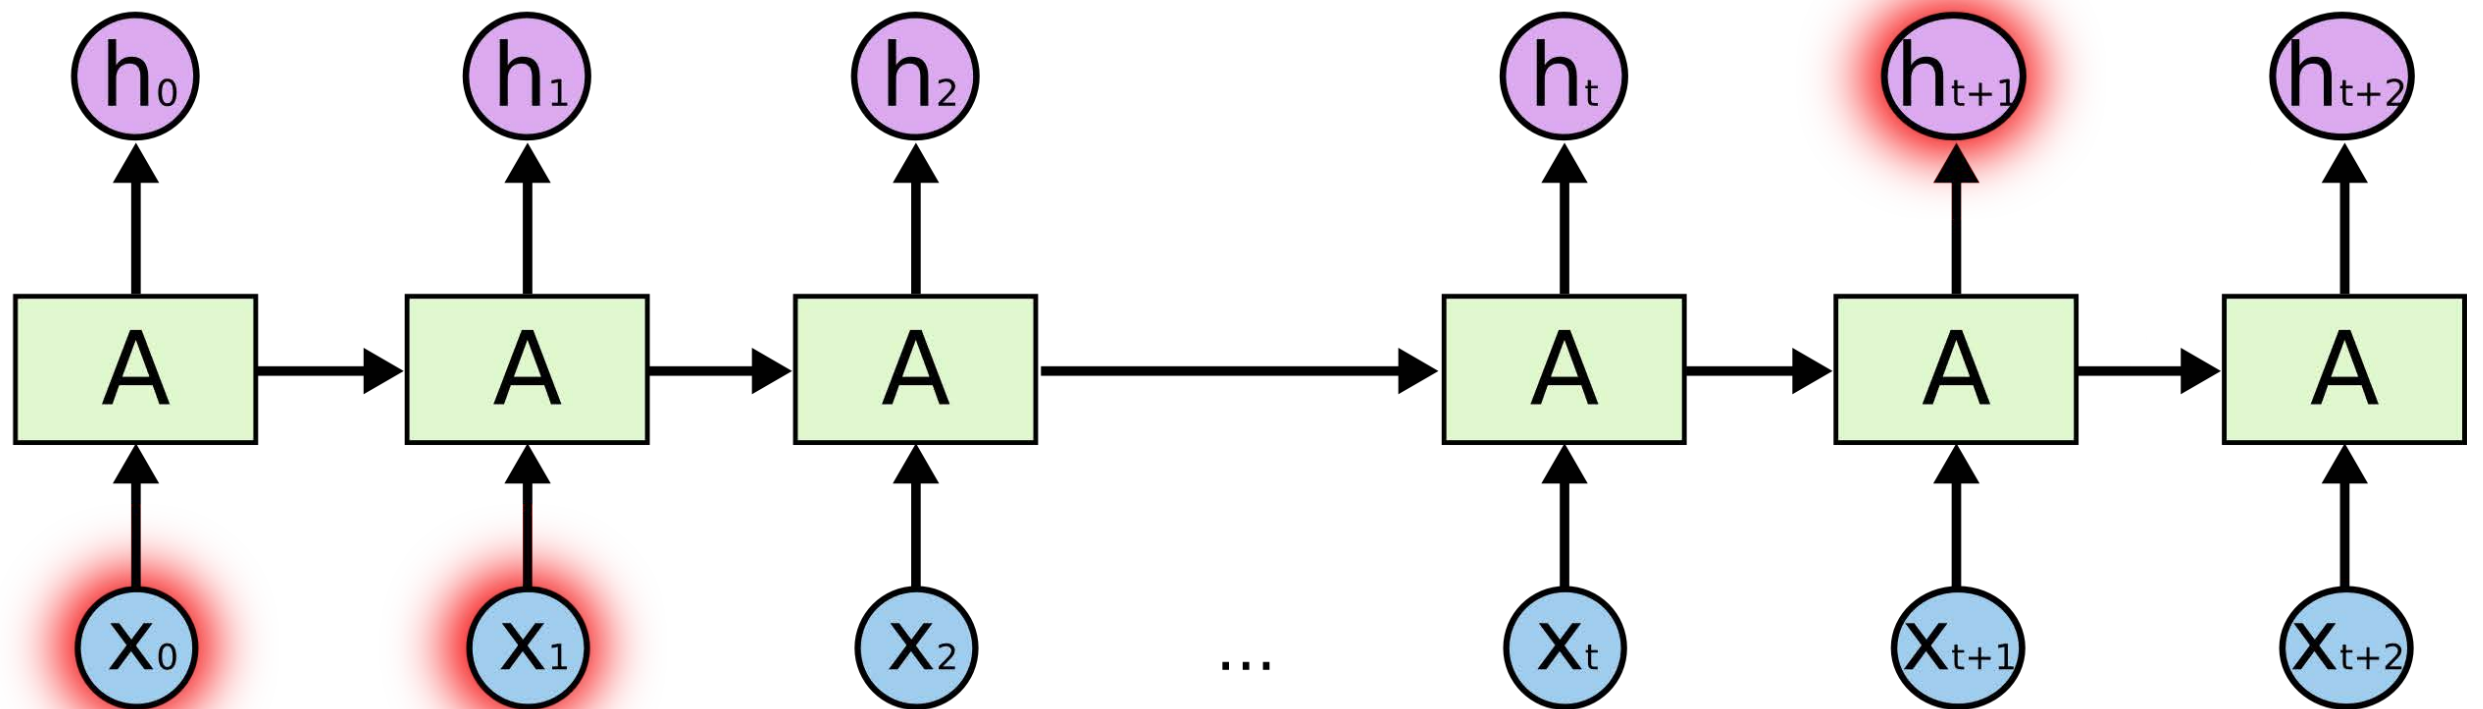 h₀ h₁ h₂ hₜ hₜ₊₁ hₜ₊₂
A A A A A A
x₀ x₁ x₂ ... xₜ xₜ₊₁ xₜ₊₂